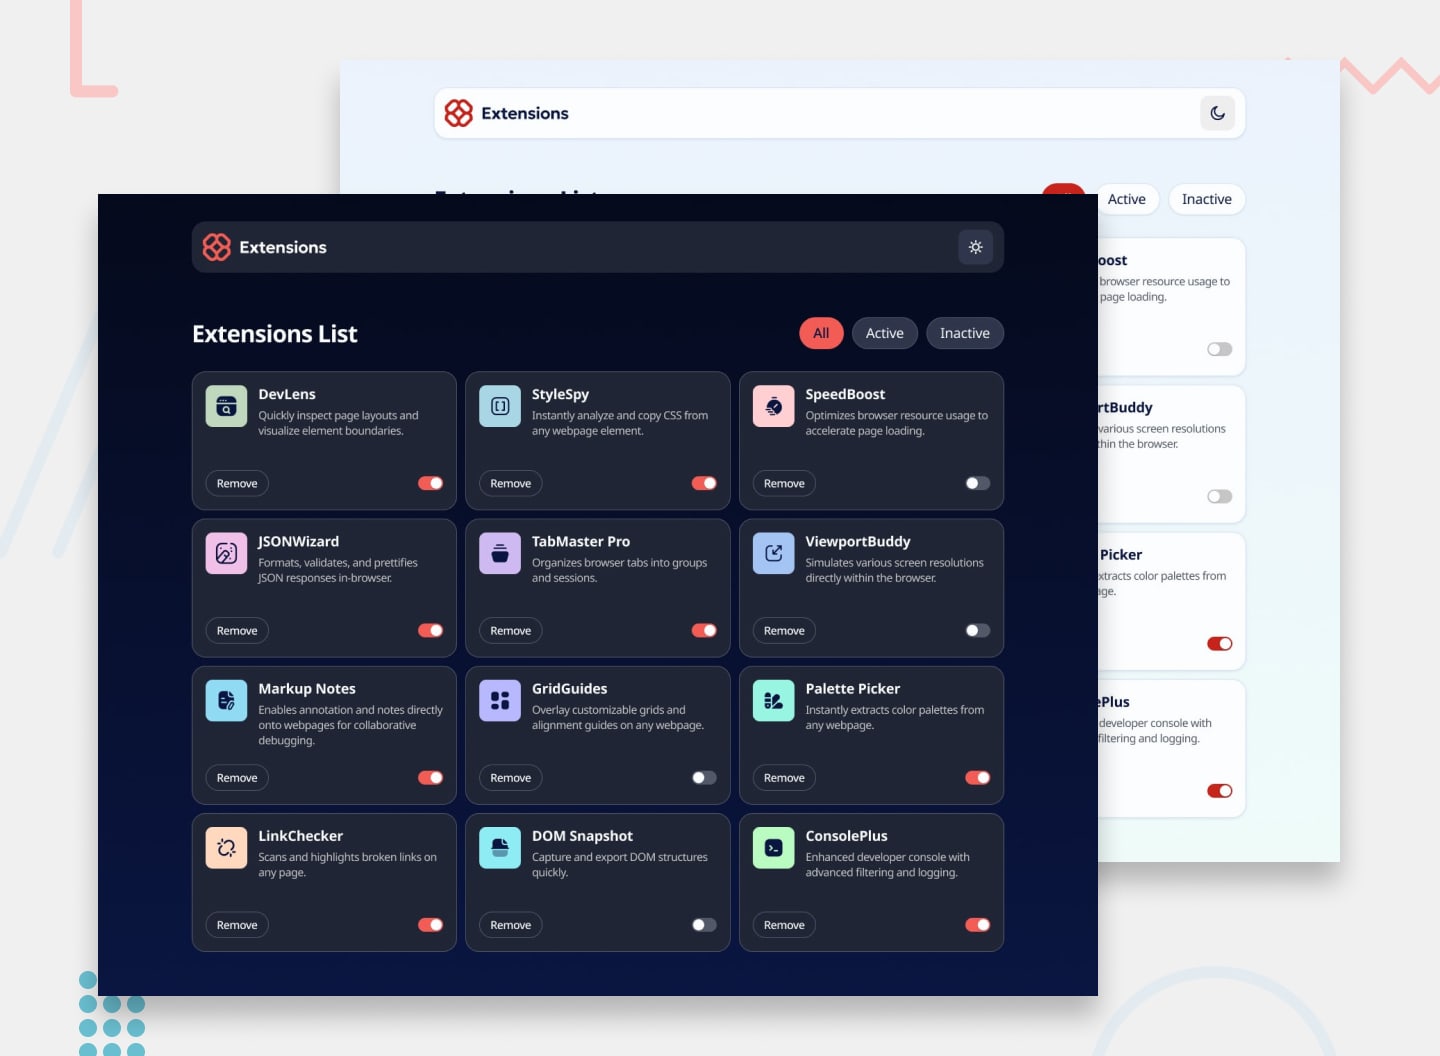 Extensions
Active
Inactive
Extensions
Extensions List
All
Active
Inactive
DevLens
Quickly inspect page layouts and
visualize element boundaries.
Remove
StyleSpy
Instantly analyze and copy CSS from
any webpage element.
Remove
SpeedBoost
Optimizes browser resource usage to
accelerate page loading.
Remove
JSONWizard
Formats, validates, and prettifies
JSON responses in-browser.
Remove
TabMaster Pro
Organizes browser tabs into groups
and sessions.
Remove
ViewportBuddy
Simulates various screen resolutions
directly within the browser.
Remove
Markup Notes
Enables annotation and notes directly
onto webpages for collaborative
debugging.
Remove
GridGuides
Overlay customizable grids and
alignment guides on any webpage.
Remove
Palette Picker
Instantly extracts color palettes from
any webpage.
Remove
LinkChecker
Scans and highlights broken links on
any page.
Remove
DOM Snapshot
Capture and export DOM structures
quickly.
Remove
ConsolePlus
Enhanced developer console with
advanced filtering and logging.
Remove
oost
browser resource usage to
page loading.
rtBuddy
various screen resolutions
thin the browser.
Picker
xtracts color palettes from
age.
ePlus
developer console with
filtering and logging.